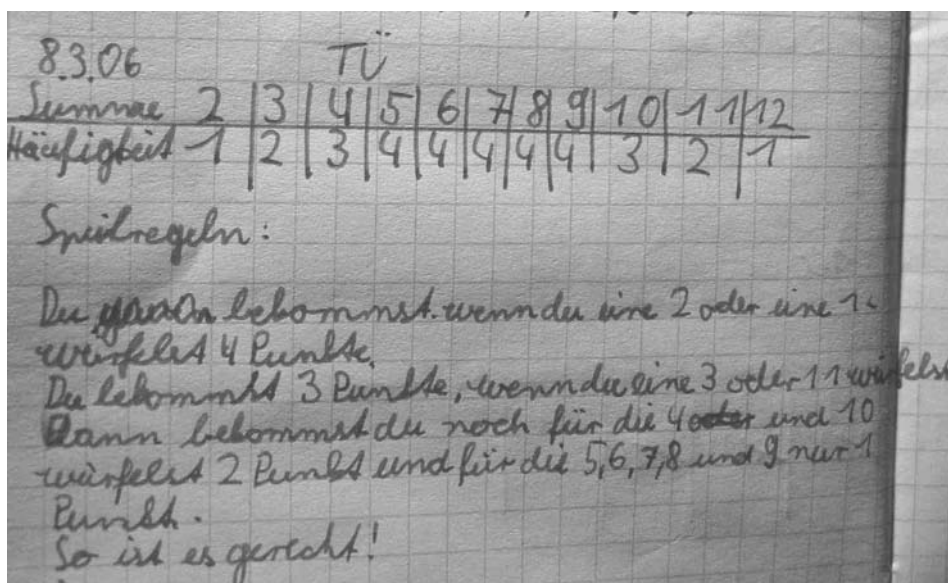 8.3.06 TÜ
Summe 2 3 4 5 6 7 8 9 10 11 12
Häufigkeit 1 2 3 4 4 4 4 4 3 2 1
Spielregeln:
Du bekommst wenn du eine 2 oder eine
würfelst 4 Punkte.
Du bekommst 3 Punkte, wenn du eine 3 oder 11 würfelst
Dann bekommst du noch für die 4 und 10
würfelst 2 Punkt und für die 5,6,7,8 und 9 nur 1
Punkt.
So ist es gerecht!